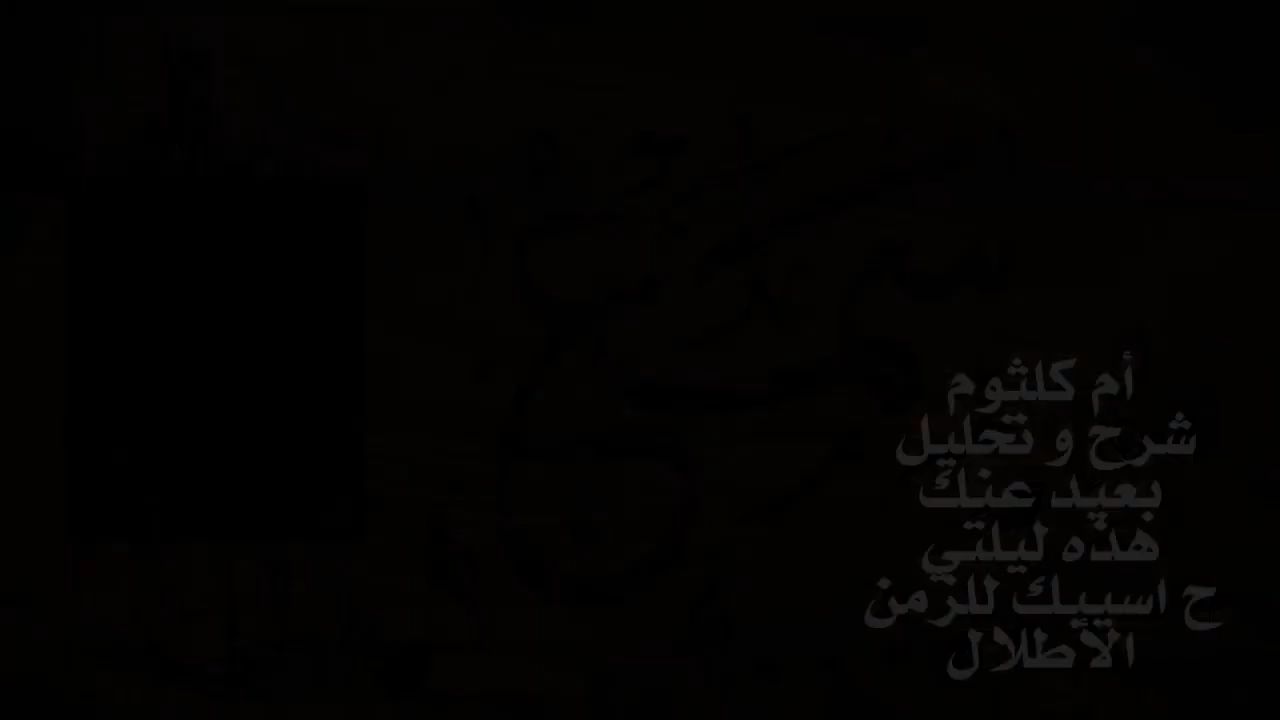 أم كلثوم
شرح و تحليل
بعيد عنك
هذه ليلتي
ح اسيبك للزمن
الأطلال